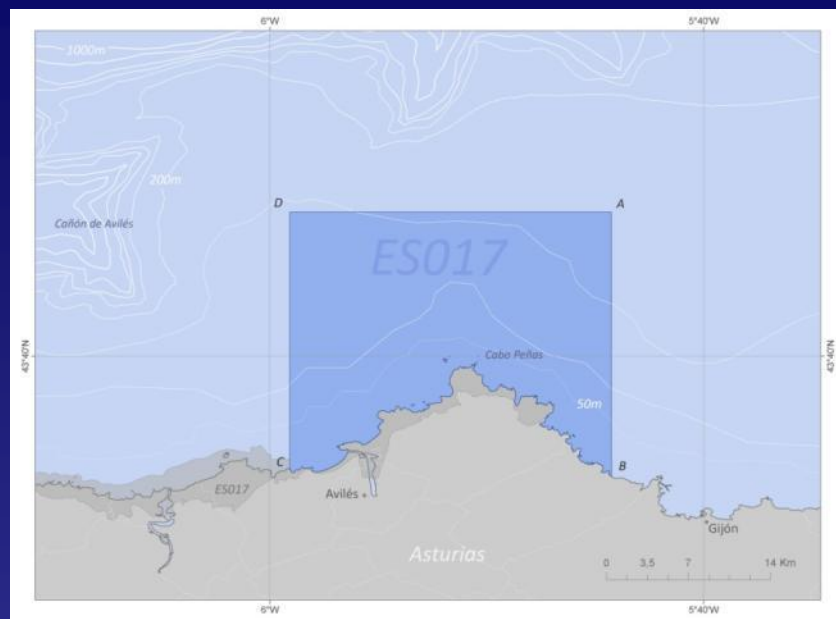 6°W
5°40'W
1000m
200m
D
A
Cañón de Avilés
ES017
43°40'N
43°40'N
Cabo Peñas
50m
C
B
ES017
Avilés
Gijón
Asturias
0 3,5 7 14 Km
6°W
5°40'W